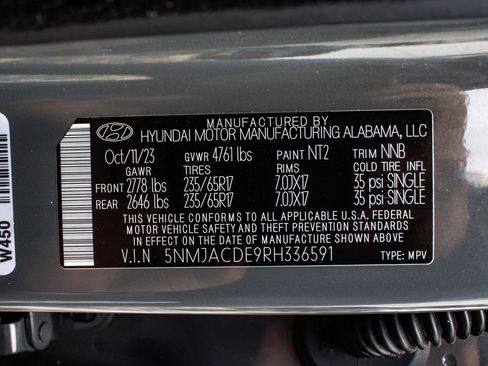 MANUFACTURED BY
HYUNDAI MOTOR MANUFACTURING ALABAMA, LLC
Oct/11/23 GVWR 4761 lbs PAINT NT2 TRIM NNB
GAWR TIRES RIMS COLD TIRE INFL
FRONT 2778 lbs 235/65R17 7.0JX17 35 psi SINGLE
REAR 2646 lbs 235/65R17 7.0JX17 35 psi SINGLE
THIS VEHICLE CONFORMS TO ALL APPLICABLE U.S.A. FEDERAL
MOTOR VEHICLE SAFETY AND THEFT PREVENTION STANDARDS
IN EFFECT ON THE DATE OF MANUFACTURE SHOWN ABOVE
V.I.N 5NMJACDE9RH336591 TYPE: MPV
W450